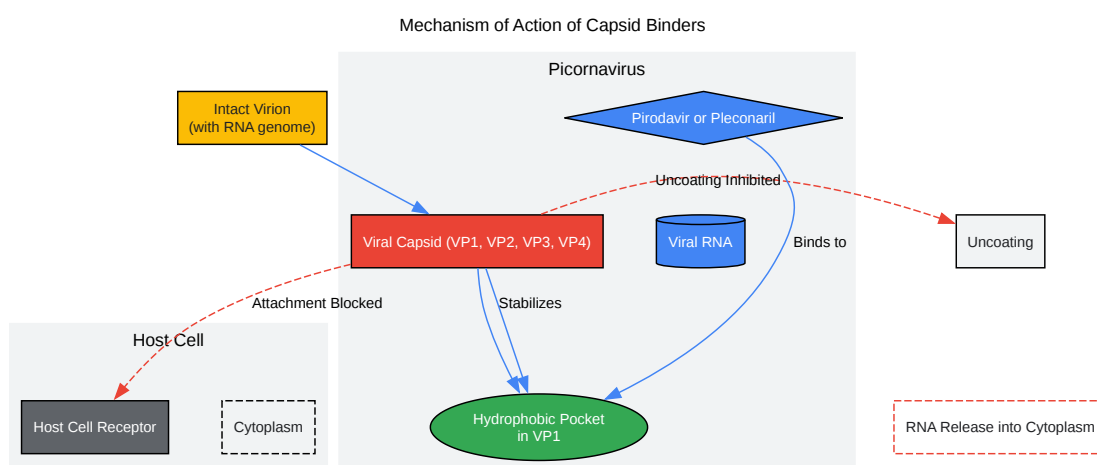 Mechanism of Action of Capsid Binders
Picornavirus
Intact Virion
(with RNA genome)
Pirodavir or Pleconaril
Uncoating Inhibited
Viral Capsid (VP1, VP2, VP3, VP4)
Viral RNA
Binds to
Uncoating
Attachment Blocked
Stabilizes
Host Cell
Host Cell Receptor
Cytoplasm
Hydrophobic Pocket
in VP1
RNA Release into Cytoplasm